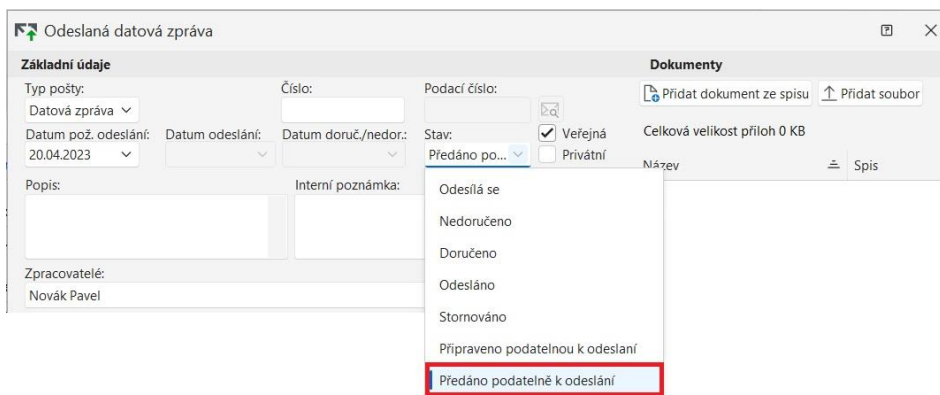 Odeslaná datová zpráva
Základní údaje
Dokumenty
Typ pošty:
Číslo:
Podací číslo:
Přidat dokument ze spisu
Přidat soubor
Datová zpráva
Datum pož. odeslání:
Datum odeslání:
Datum doruč./nedor.:
Stav:
Veřejná
Celková velikost příloh 0 KB
20.04.2023
Předáno po...
Privátní
Název
Spis
Popis:
Interní poznámka:
Odesílá se
Nedoručeno
Doručeno
Zpracovatelé:
Odesláno
Novák Pavel
Stornováno
Připraveno podatelnou k odeslaní
Předáno podatelně k odeslání